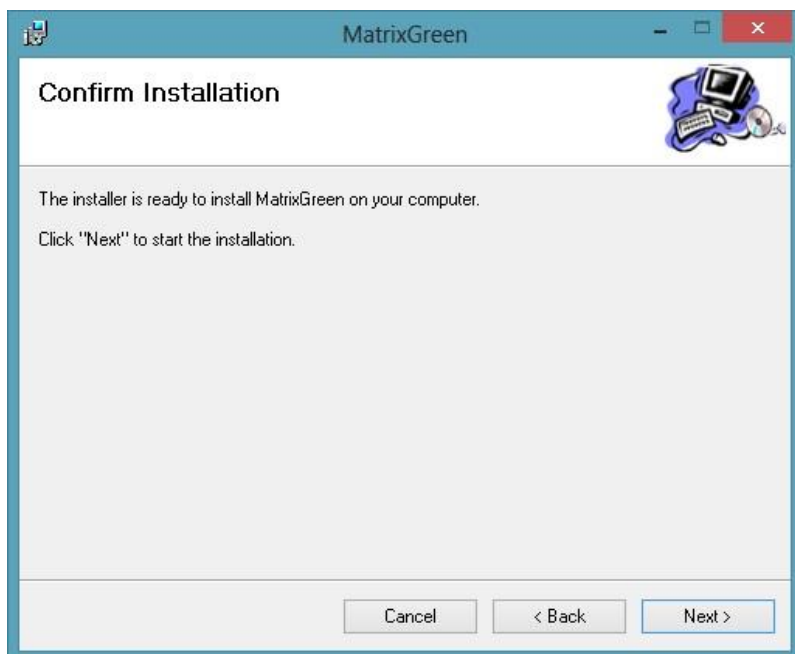 MatrixGreen
Confirm Installation
The installer is ready to install MatrixGreen on your computer.
Click "Next" to start the installation.
Cancel
< Back
Next >